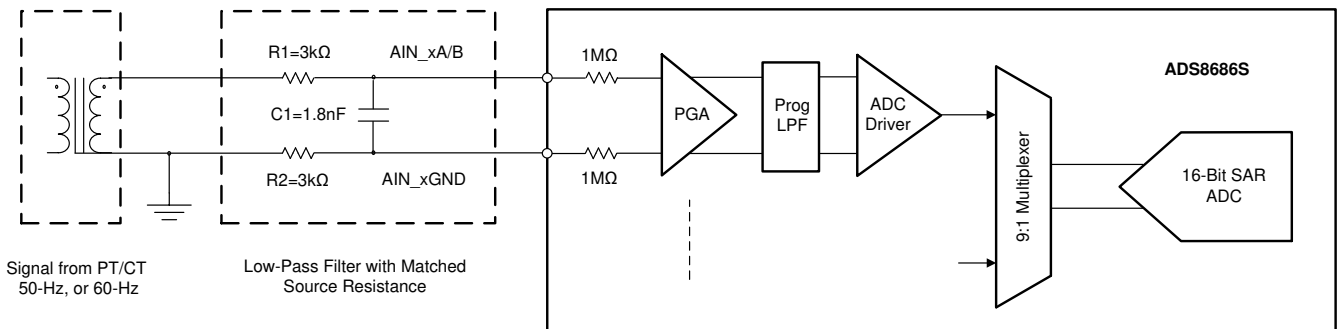 R1=3kΩ
AIN_xA/B
C1=1.8nF
R2=3kΩ
AIN_xGND
1MΩ
1MΩ
PGA
Prog
LPF
ADC
Driver
9:1 Multiplexer
ADS8686S
16-Bit SAR
ADC
Signal from PT/CT
50-Hz, or 60-Hz
Low-Pass Filter with Matched
Source Resistance